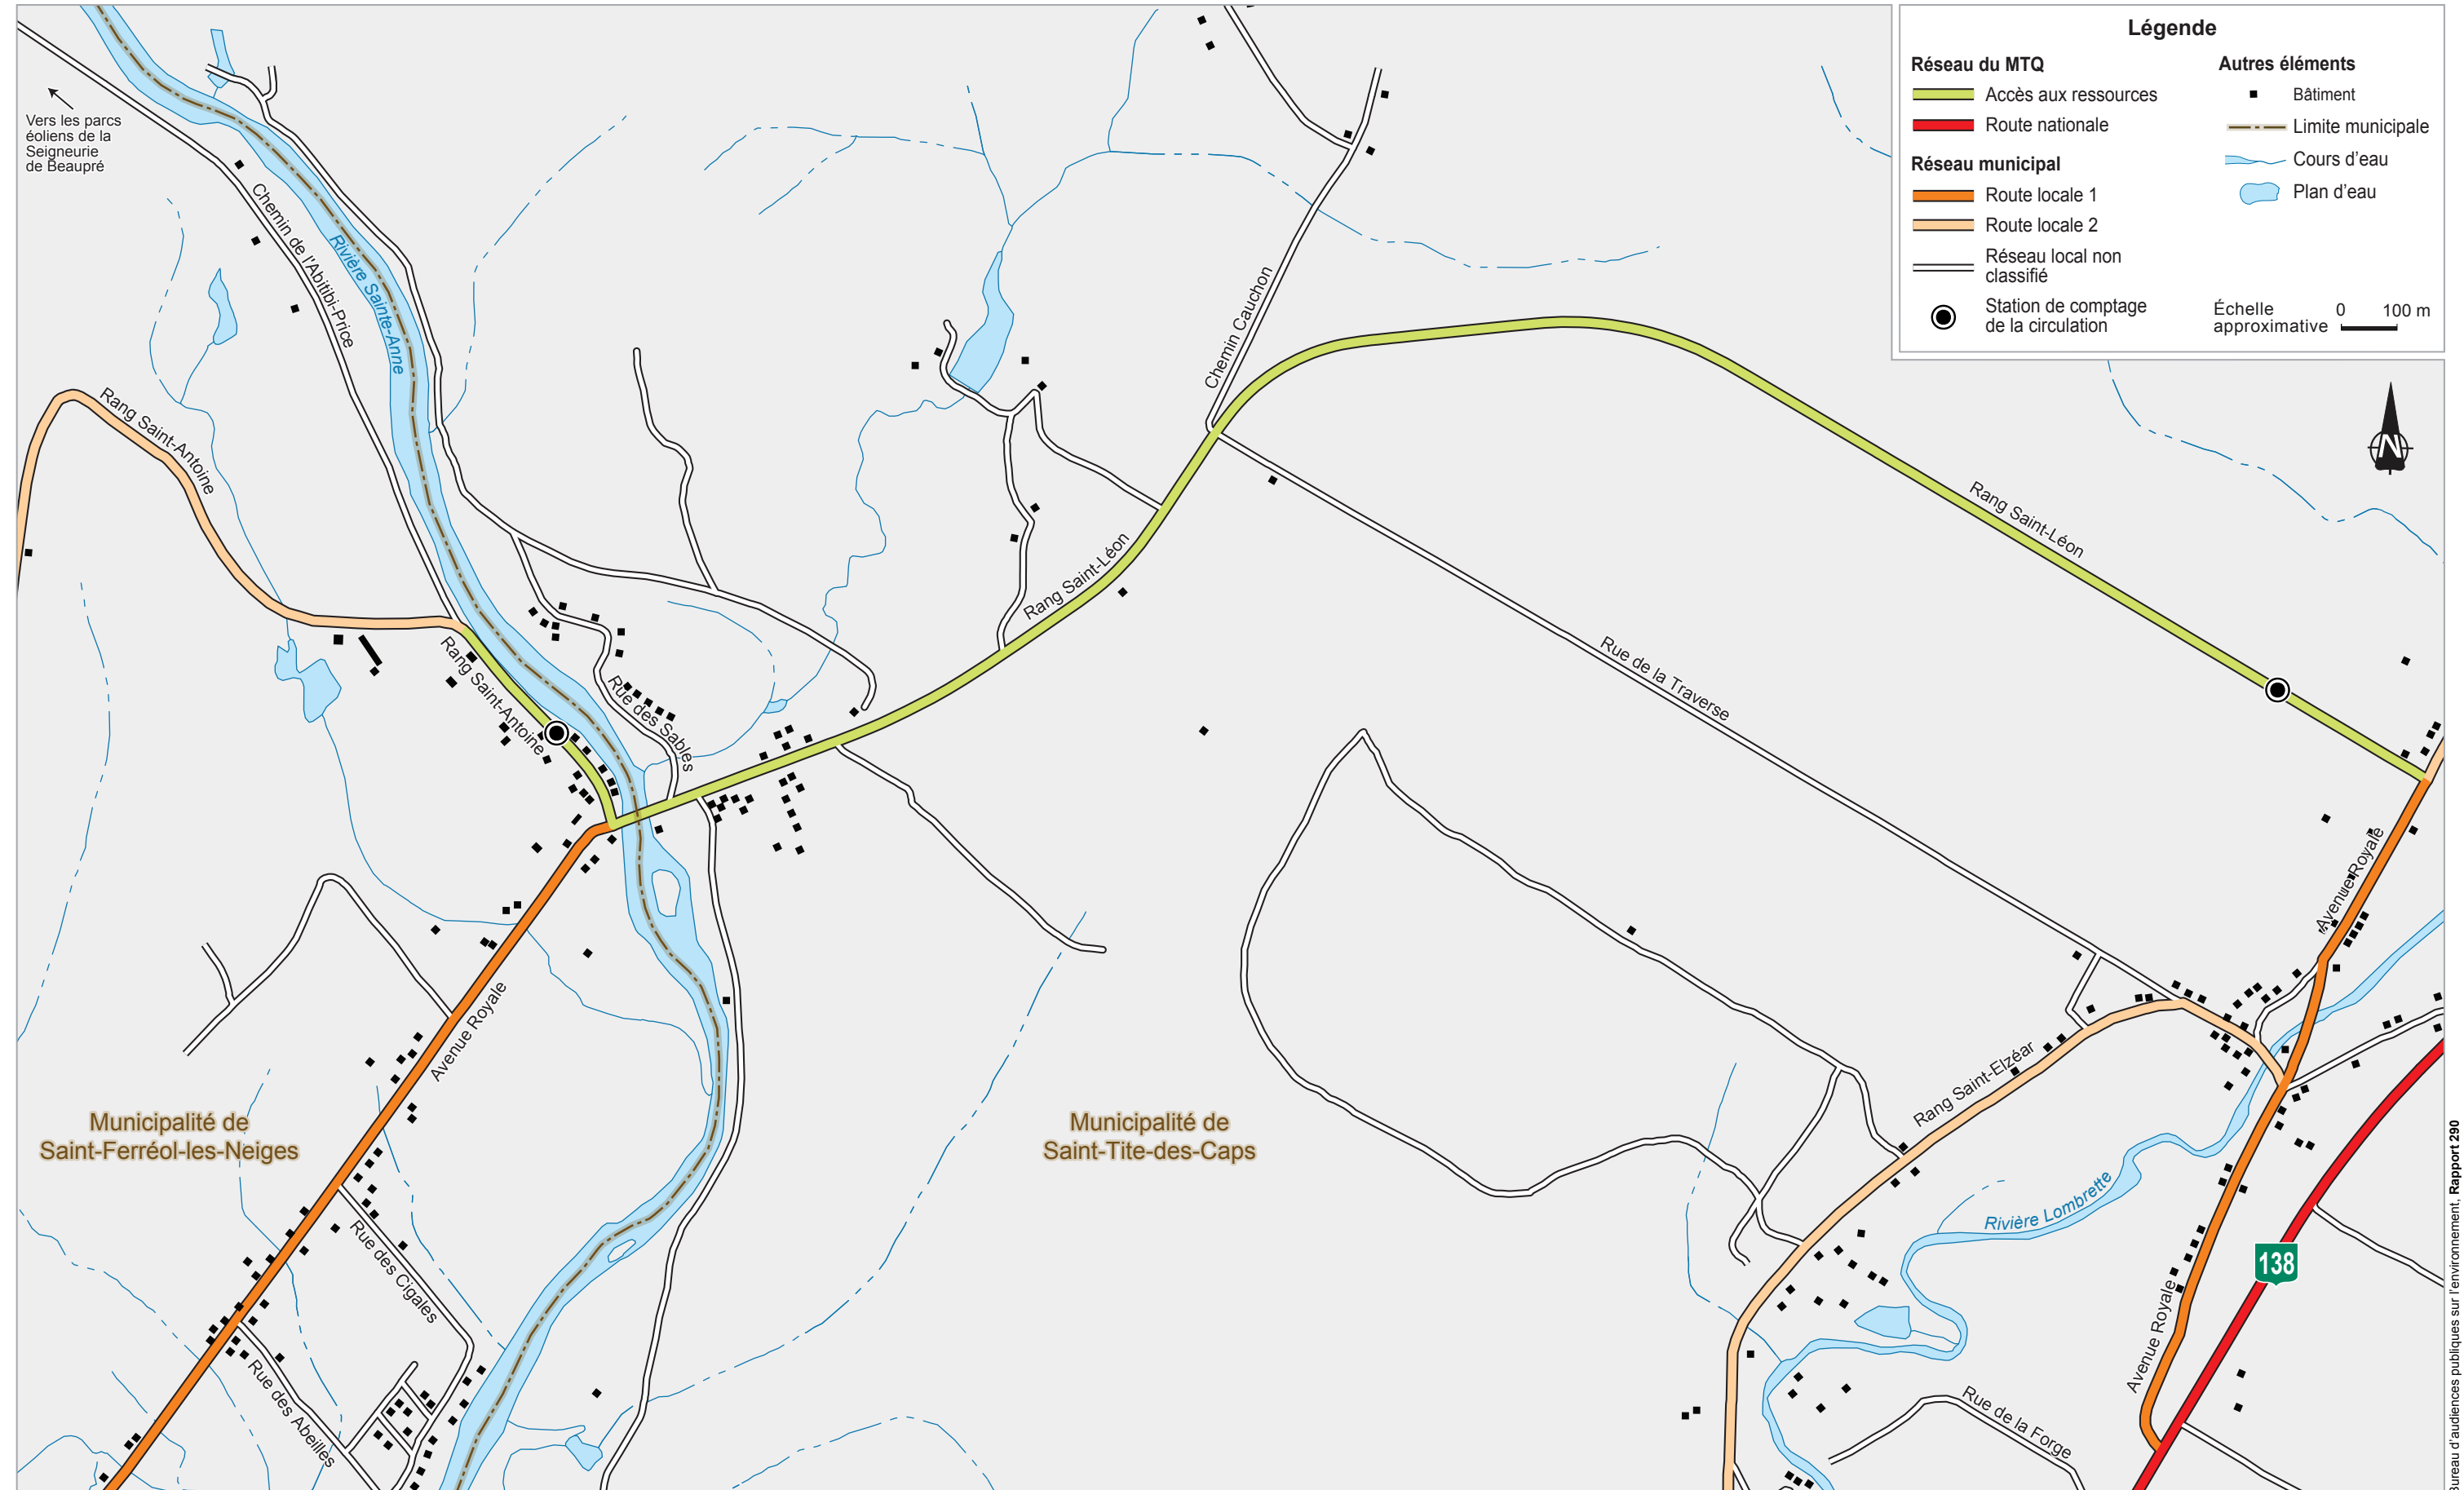 Légende
Réseau du MTQ
Accès aux ressources
Route nationale
Réseau municipal
Route locale 1
Route locale 2
Réseau local non
classifié
Station de comptage
de la circulation
Autres éléments
Bâtiment
Limite municipale
Cours d'eau
Plan d'eau
Échelle
approximative
0 100 m
Vers les parcs
éoliens de la
Seigneurie
de Beaupré
Chemin de l'Abitibi-Price
Rivière Sainte-Anne
Chemin Cauchon
Rang Saint-Antoine
N
Rang Saint-Léon
Rang Saint-Léon
Rang Saint-Antoine
Rue des Sables
Rue de la Traverse
Avenue Royale
Avenue Royale
Rang Saint-Elzéar
Municipalité de
Saint-Ferréol-les-Neiges
Municipalité de
Saint-Tite-des-Caps
Rivière Lombrette
138
Rue des Cigales
Rue des Abeilles
Avenue Royale
Rue de la Forge
ureau d'audiences publiques sur l'environnement, Rapport 290